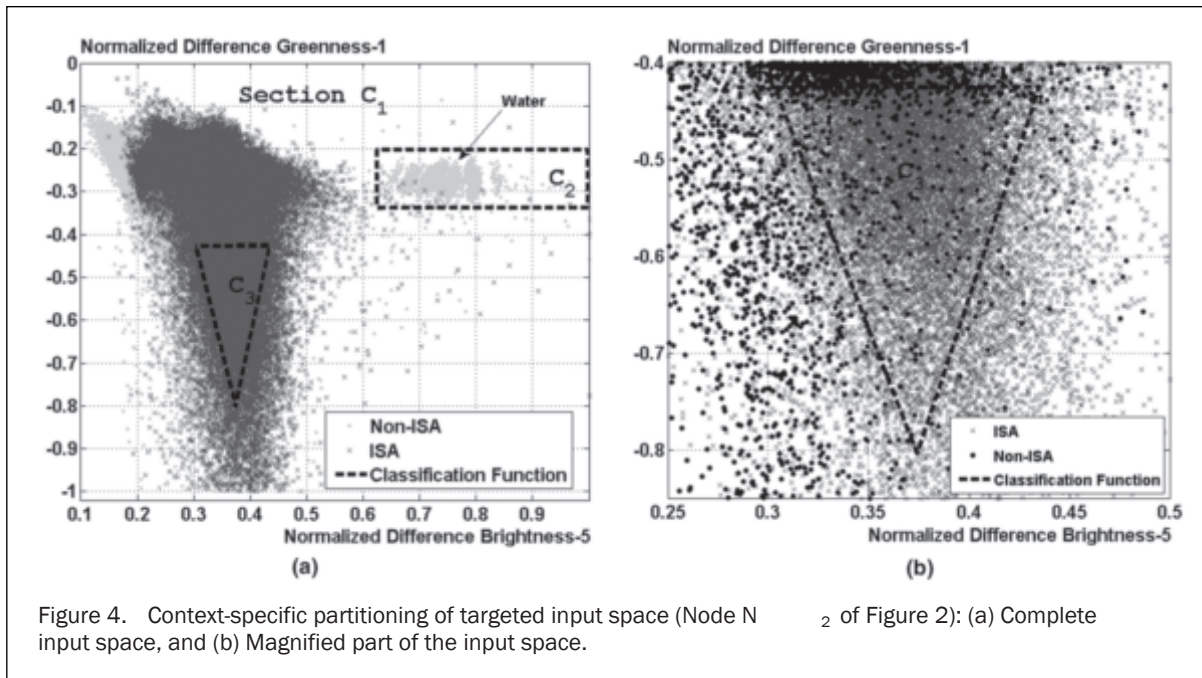 Normalized Difference Greenness-1
0
-0.1
-0.2
-0.3
-0.4
-0.5
-0.6
-0.7
-0.8
-0.9
-1
Section C1
Water
C2
C3
Non-ISA
ISA
Classification Function
0.1 0.2 0.3 0.4 0.5 0.6 0.7 0.8 0.9
Normalized Difference Brightness-5
(a)
Normalized Difference Greenness-1
-0.4
-0.5
-0.6
-0.7
-0.8
C3
ISA
Non-ISA
Classification Function
0.25 0.3 0.35 0.4 0.45 0.5
Normalized Difference Brightness-5
(b)
Figure 4. Context-specific partitioning of targeted input space (Node N 2 of Figure 2): (a) Complete
input space, and (b) Magnified part of the input space.